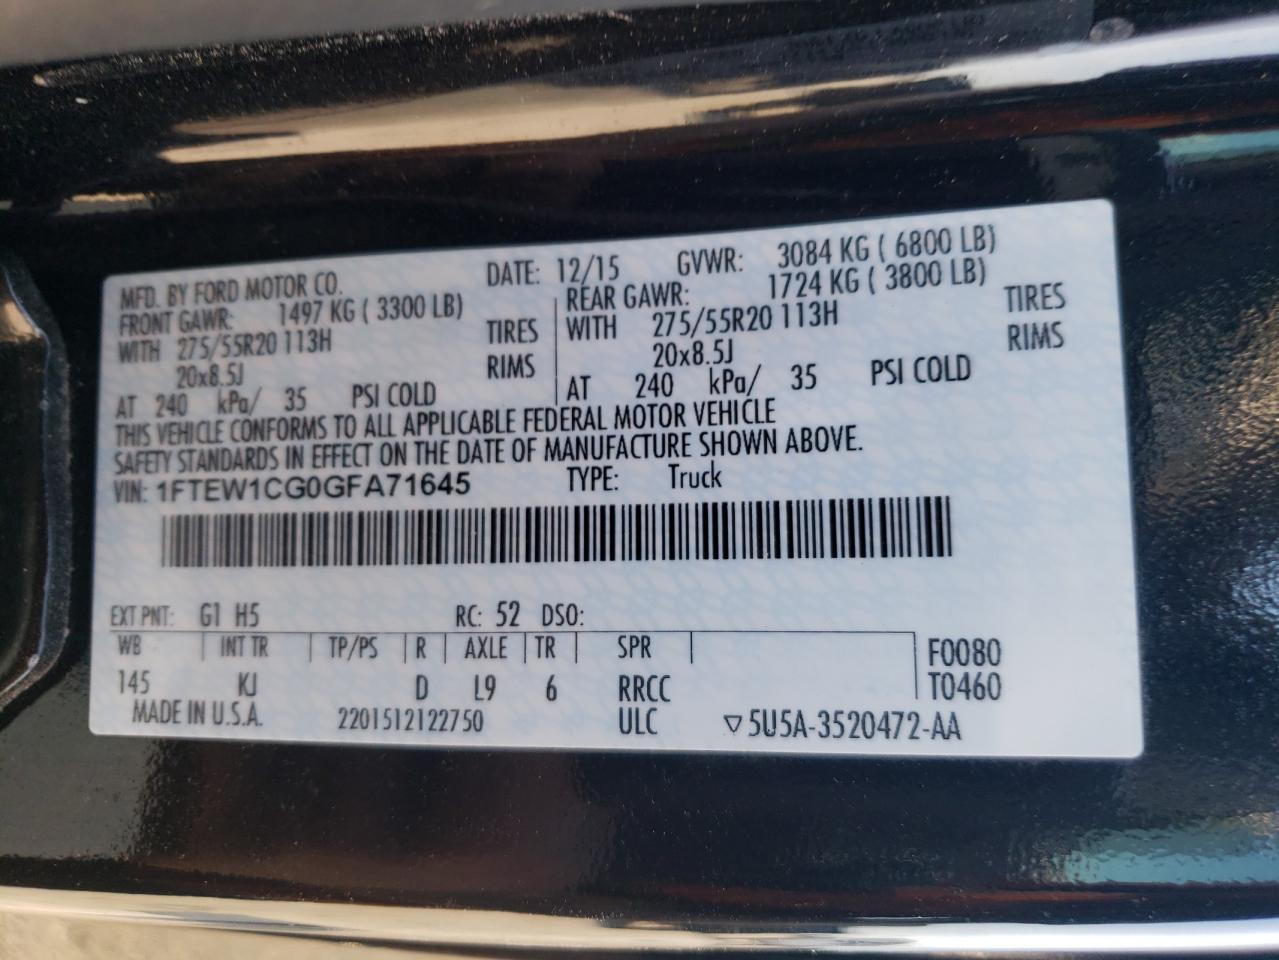 MFD. BY FORD MOTOR CO. DATE: 12/15 GVWR: 3084 KG ( 6800 LB)
FRONT GAWR: 1497 KG ( 3300 LB) REAR GAWR: 1724 KG ( 3800 LB)
WITH 275/55R20 113H TIRES WITH 275/55R20 113H TIRES
20x8.5J RIMS 20x8.5J RIMS
AT 240 kPa/ 35 PSI COLD AT 240 kPa/ 35 PSI COLD
THIS VEHICLE CONFORMS TO ALL APPLICABLE FEDERAL MOTOR VEHICLE
SAFETY STANDARDS IN EFFECT ON THE DATE OF MANUFACTURE SHOWN ABOVE.
VIN: 1FTEW1CG0GFA71645 TYPE: Truck
EXT PNT: G1 H5 RC: 52 DSO:
WB INT TR TP/PS R AXLE TR SPR F0080
145 KJ D L9 6 RRCC T0460
MADE IN U.S.A. 2201512122750 ULC ▽5U5A-3520472-AA